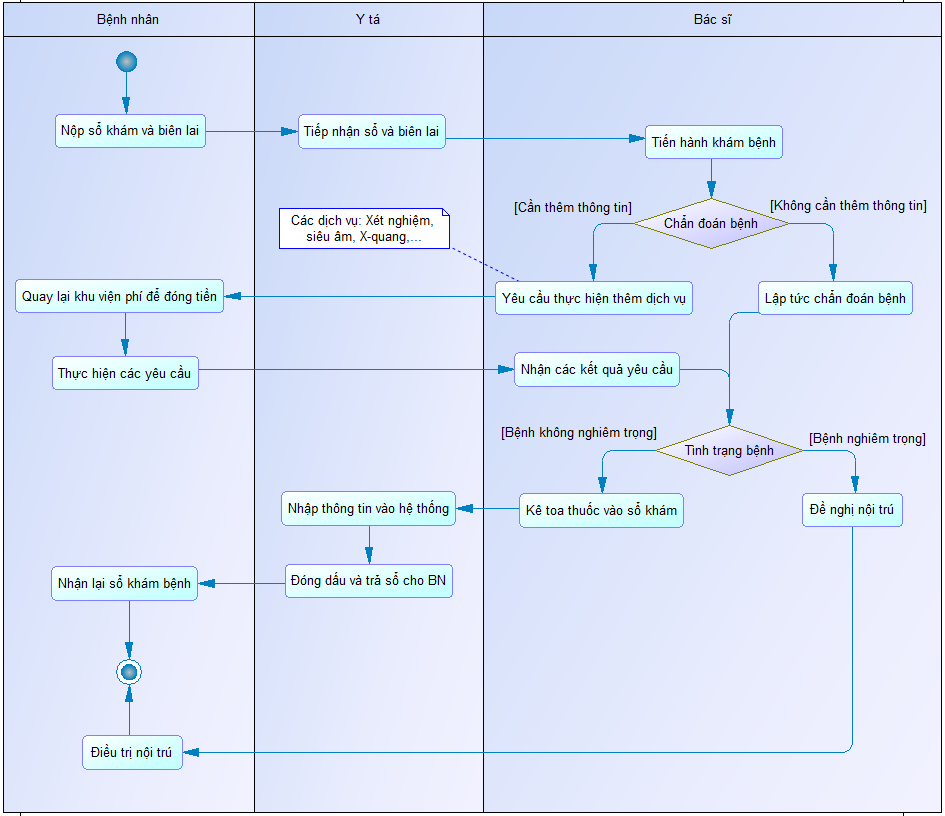 Bệnh nhân
Y tá
Bác sĩ
Nộp sổ khám và biên lai
Tiếp nhận sổ và biên lai
Tiến hành khám bệnh
[Cần thêm thông tin]
[Không cần thêm thông tin]
Chẩn đoán bệnh
Các dịch vụ: Xét nghiệm,
siêu âm, X-quang,...
Quay lại khu viện phí để đóng tiền
Yêu cầu thực hiện thêm dịch vụ
Lập tức chẩn đoán bệnh
Thực hiện các yêu cầu
Nhận các kết quả yêu cầu
[Bệnh không nghiêm trọng]
[Bệnh nghiêm trọng]
Tình trạng bệnh
Nhập thông tin vào hệ thống
Kê toa thuốc vào sổ khám
Đề nghị nội trú
Nhận lại sổ khám bệnh
Đóng dấu và trả sổ cho BN
Điều trị nội trú